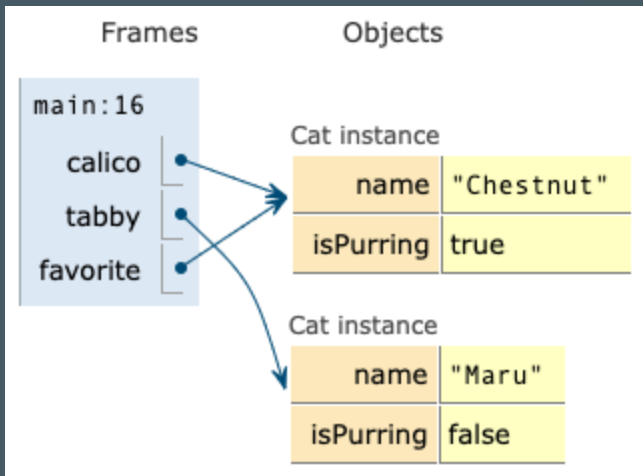 Frames Objects
main:16
calico
tabby
favorite
Cat instance
name "Chestnut"
isPurring true
Cat instance
name "Maru"
isPurring false